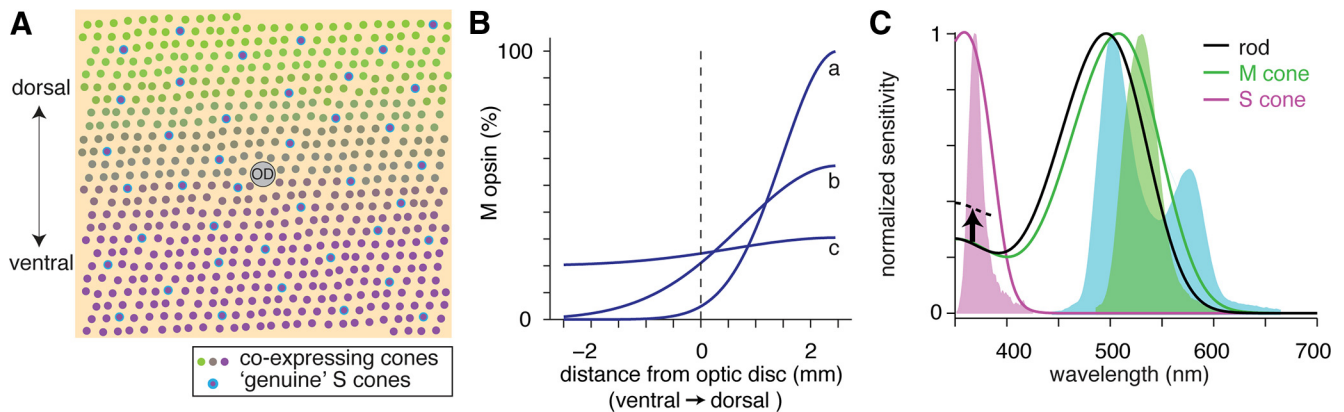 A
dorsal
OD
ventral
co-expressing cones
'genuine' S cones
B
M opsin (%)
100
0
a
b
c
−2
0
2
distance from optic disc (mm)
(ventral → dorsal )
C
normalized sensitivity
1
0
rod
M cone
S cone
400
500
600
700
wavelength (nm)